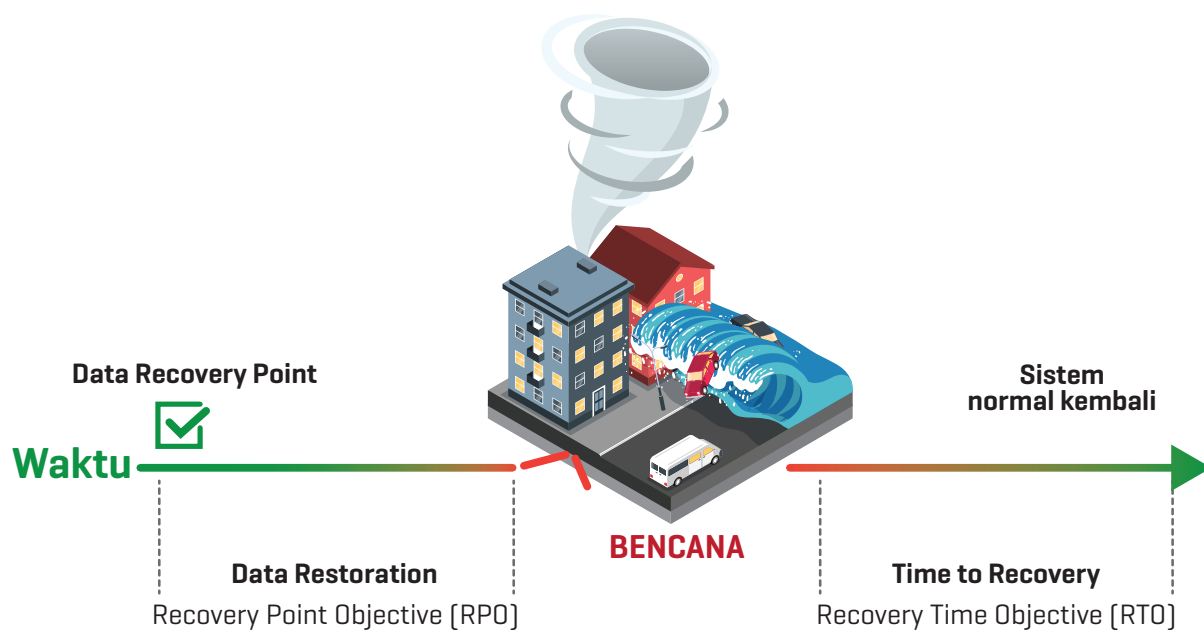 Data Recovery Point
Sistem
normal kembali
Waktu
BENCANA
Data Restoration
Recovery Point Objective (RPO)
Time to Recovery
Recovery Time Objective (RTO)